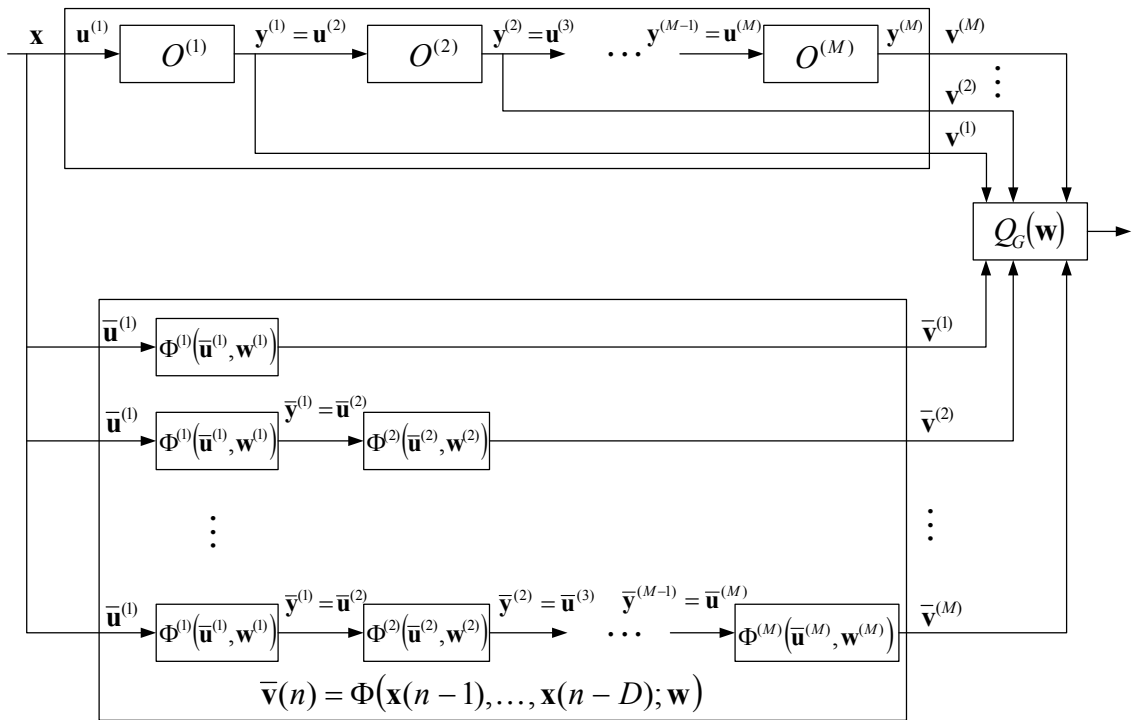 x u^(1) O^(1) y^(1) = u^(2) O^(2) y^(2) = u^(3) … y^(M−1) = u^(M) O^(M) y^(M) v^(M)
⋮
v^(2)
v^(1)
Q_G(w)
u̅^(1) Φ^(1)(u̅^(1), w^(1)) v̅^(1)
u̅^(1) Φ^(1)(u̅^(1), w^(1)) y̅^(1) = u̅^(2) Φ^(2)(u̅^(2), w^(2)) v̅^(2)
⋮ ⋮
u̅^(1) Φ^(1)(u̅^(1), w^(1)) y̅^(1) = u̅^(2) Φ^(2)(u̅^(2), w^(2)) y̅^(2) = u̅^(3) … y̅^(M−1) = u̅^(M) Φ^(M)(u̅^(M), w^(M)) v̅^(M)
v̅(n) = Φ(x(n − 1),…, x(n − D); w)